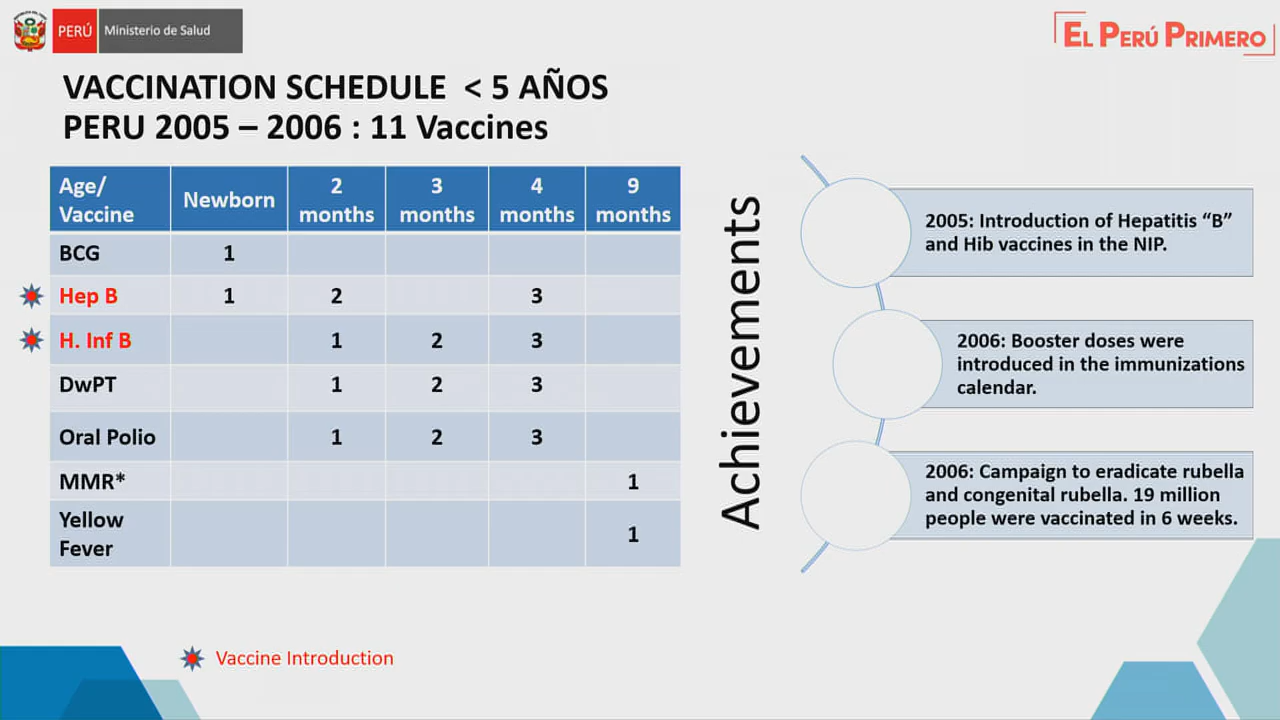 PERÚ
Ministerio de Salud
EL PERÚ PRIMERO
VACCINATION SCHEDULE < 5 AÑOS
PERU 2005 – 2006 : 11 Vaccines
Age/ Vaccine Newborn 2 months 3 months 4 months 9 months
BCG 1
Hep B 1 2 3
H. Inf B 1 2 3
DwPT 1 2 3
Oral Polio 1 2 3
MMR* 1
Yellow Fever 1
Vaccine Introduction
Achievements
2005: Introduction of Hepatitis “B”
and Hib vaccines in the NIP.
2006: Booster doses were
introduced in the immunizations
calendar.
2006: Campaign to eradicate rubella
and congenital rubella. 19 million
people were vaccinated in 6 weeks.